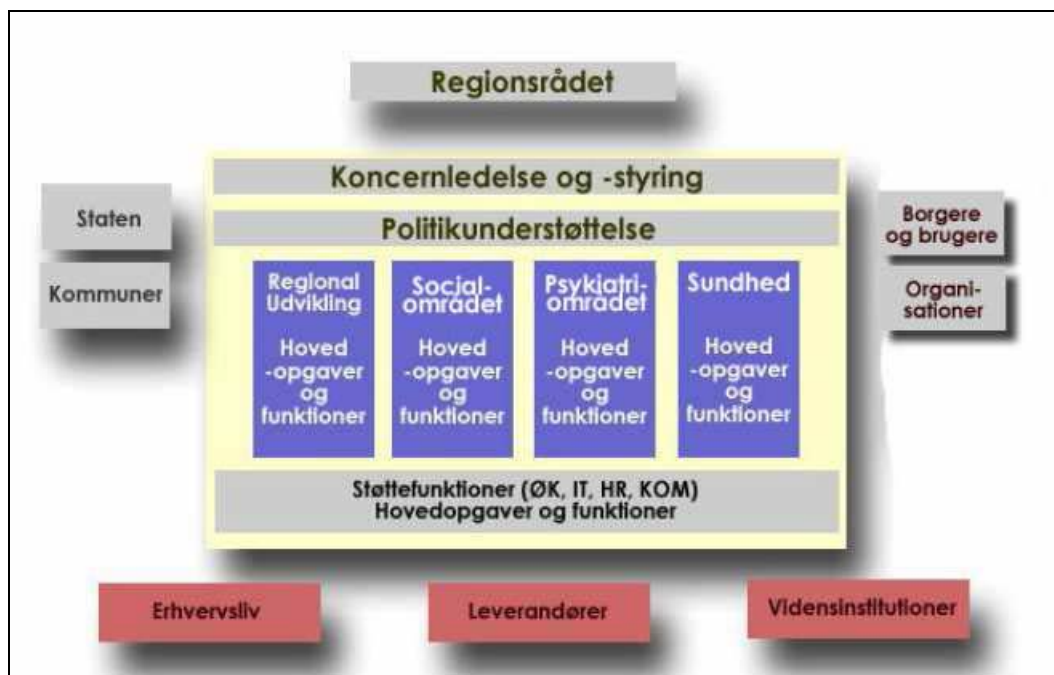 Regionsrådet
Koncernledelse og -styring
Politikunderstøttelse
Staten
Kommuner
Borgere
og brugere
Organi-
sationer
Regional
Udvikling
Hoved
-opgaver
og
funktioner
Social-
området
Hoved
-opgaver
og
funktioner
Psykiatri-
området
Hoved
-opgaver
og
funktioner
Sundhed
Hoved
-opgaver
og
funktioner
Støttefunktioner (ØK, IT, HR, KOM)
Hovedopgaver og funktioner
Erhvervsliv
Leverandører
Vidensinstitutioner